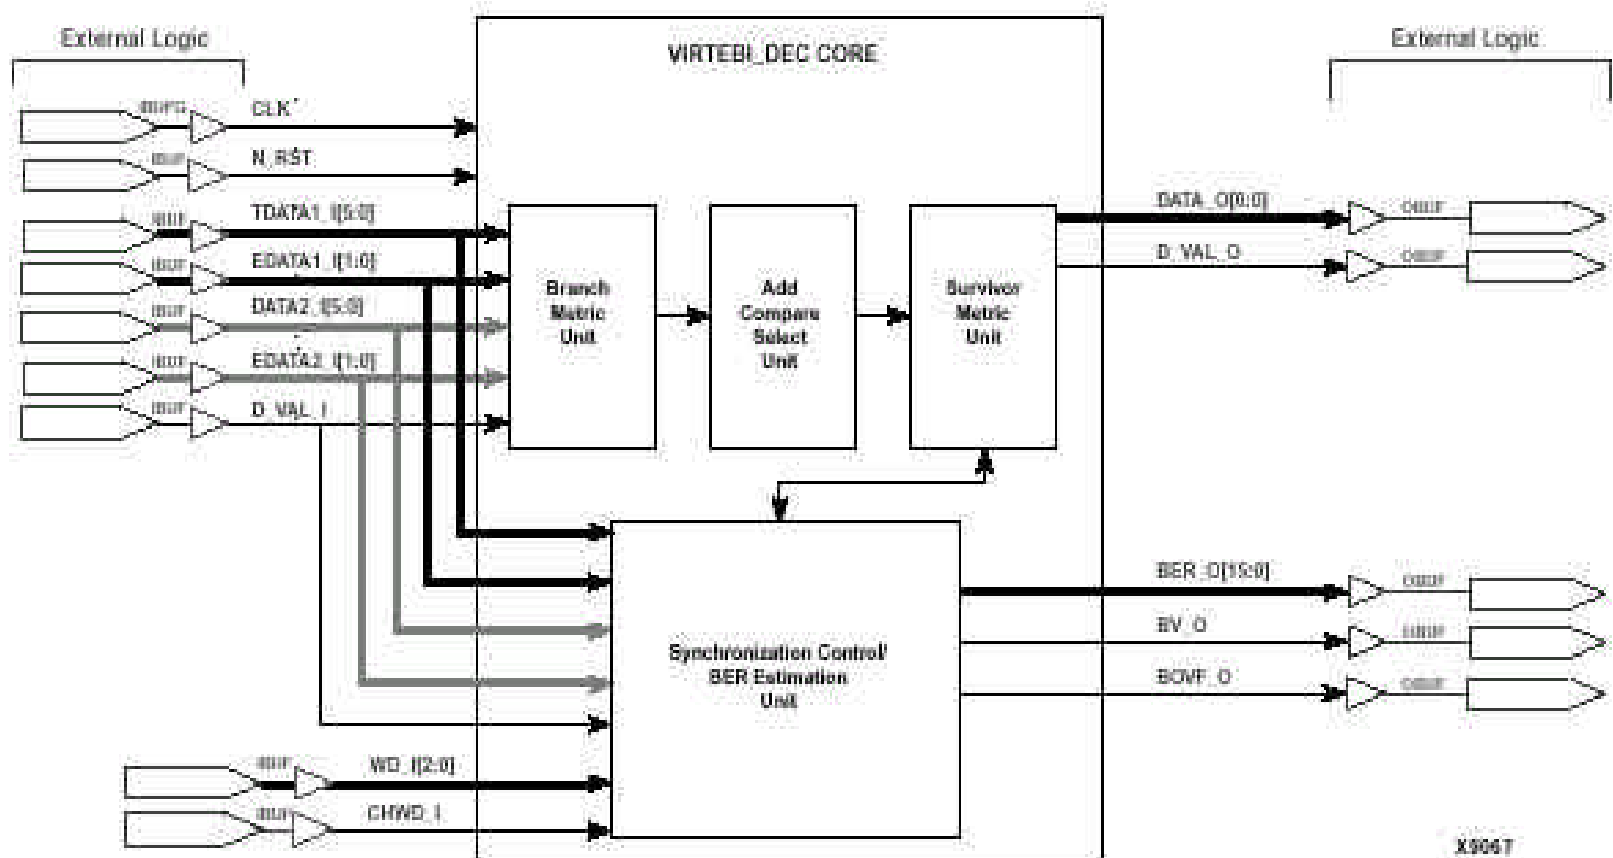 External Logic
VIRTEBI_DEC CORE
External Logic
IBUFG
CLK
IBUF
N_RST
IBUF
TDATA1_I[5:0]
IBUF
EDATA1_I[1:0]
IBUF
DATA2_I[5:0]
IBUF
EDATA2_I[1:0]
IBUF
D_VAL_I
Branch
Metric
Unit
Add
Compare
Select
Unit
Survivor
Metric
Unit
OBUF
D_VAL_O
OBUF
Synchronization Control/
BER Estimation
Unit
BER_O[15:0]
OBUF
BV_O
OBUF
BOVF_O
OBUF
IBUF
WD_I[2:0]
IBUF
CHWD_I
X9067